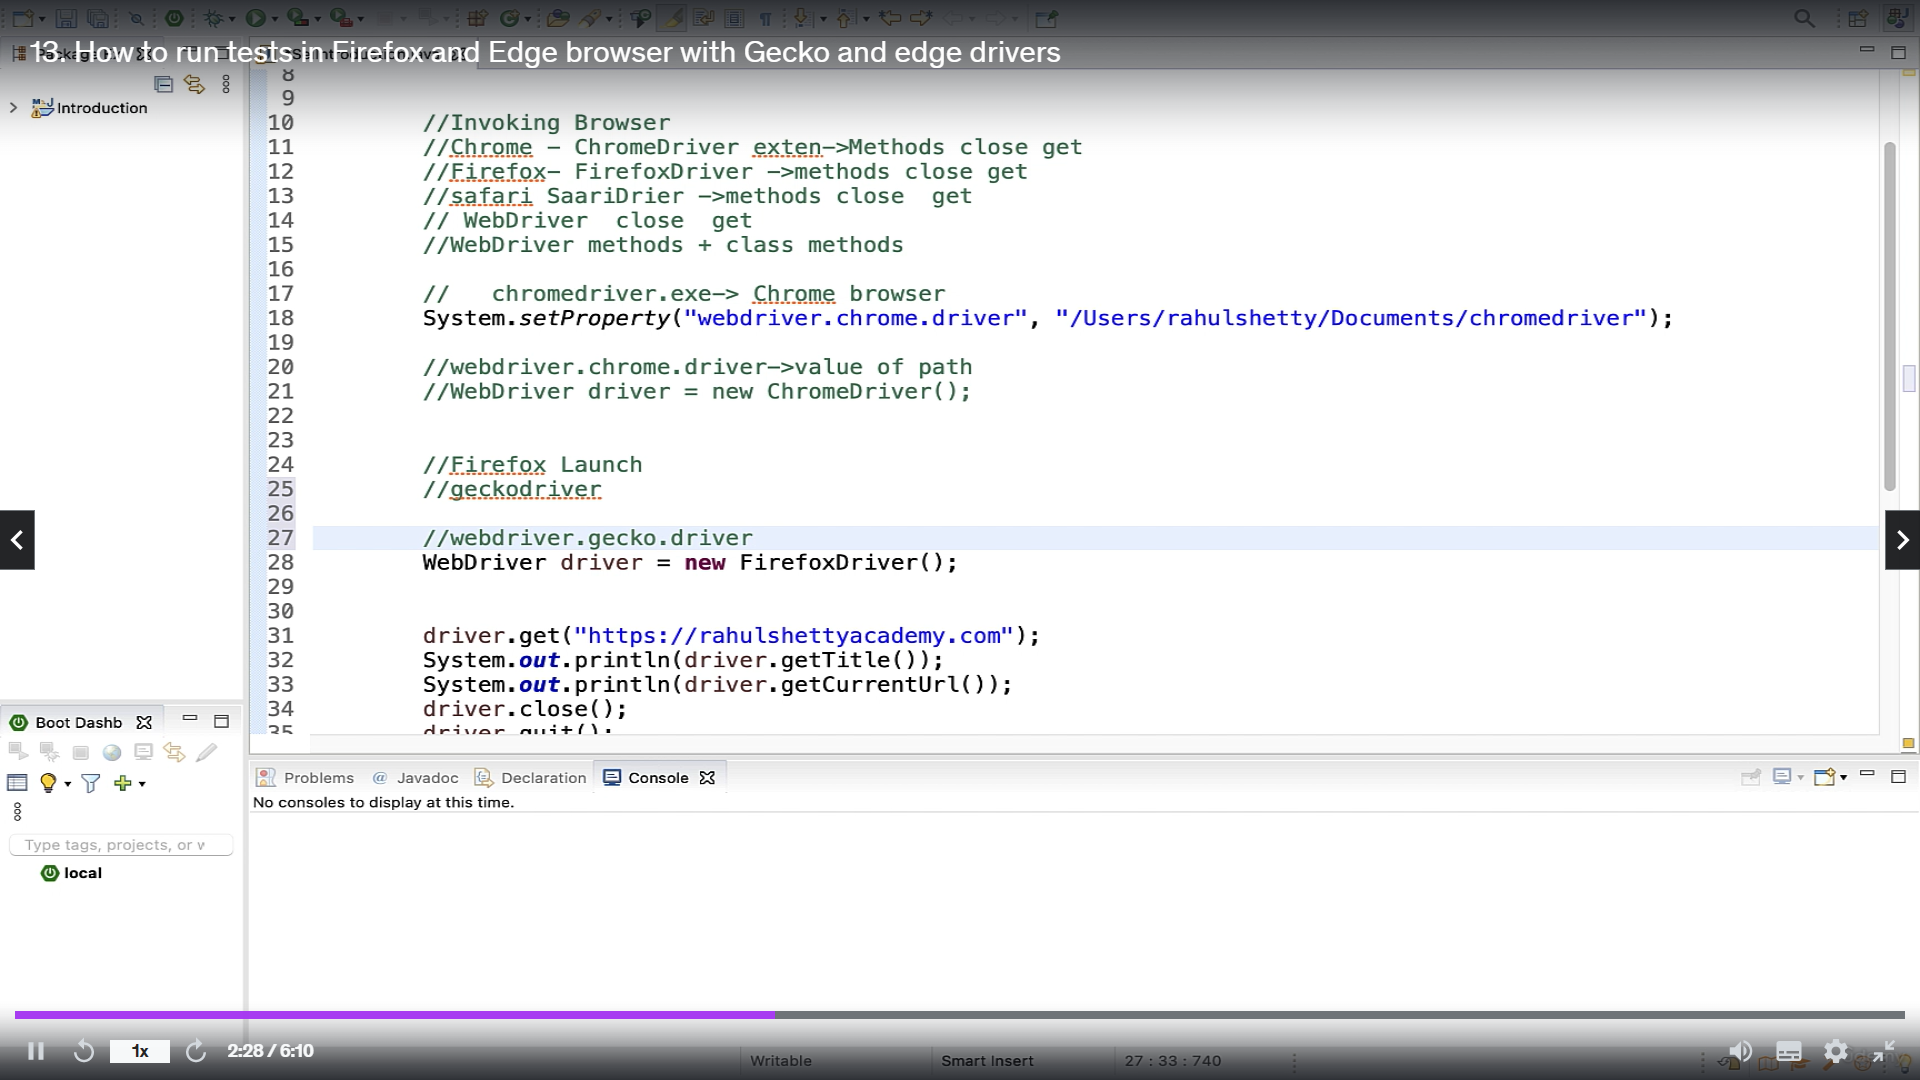 13. How to run tests in Firefox and Edge browser with Gecko and edge drivers
Introduction
8
9
10 //Invoking Browser
11 //Chrome - ChromeDriver exten->Methods close get
12 //Firefox- FirefoxDriver ->methods close get
13 //safari SaariDrier ->methods close  get
14 // WebDriver  close  get
15 //WebDriver methods + class methods
16
17 //   chromedriver.exe-> Chrome browser
18 System.setProperty("webdriver.chrome.driver", "/Users/rahulshetty/Documents/chromedriver");
19
20 //webdriver.chrome.driver->value of path
21 //WebDriver driver = new ChromeDriver();
22
23
24 //Firefox Launch
25 //geckodriver
26
27 //webdriver.gecko.driver
28 WebDriver driver = new FirefoxDriver();
29
30
31 driver.get("https://rahulshettyacademy.com");
32 System.out.println(driver.getTitle());
33 System.out.println(driver.getCurrentUrl());
34 driver.close();
35 driver.quit();
Boot Dashb
Type tags, projects, or
local
Problems @ Javadoc Declaration Console
No consoles to display at this time.
1x 2:28 / 6:10
Writable Smart Insert 27 : 33 : 740